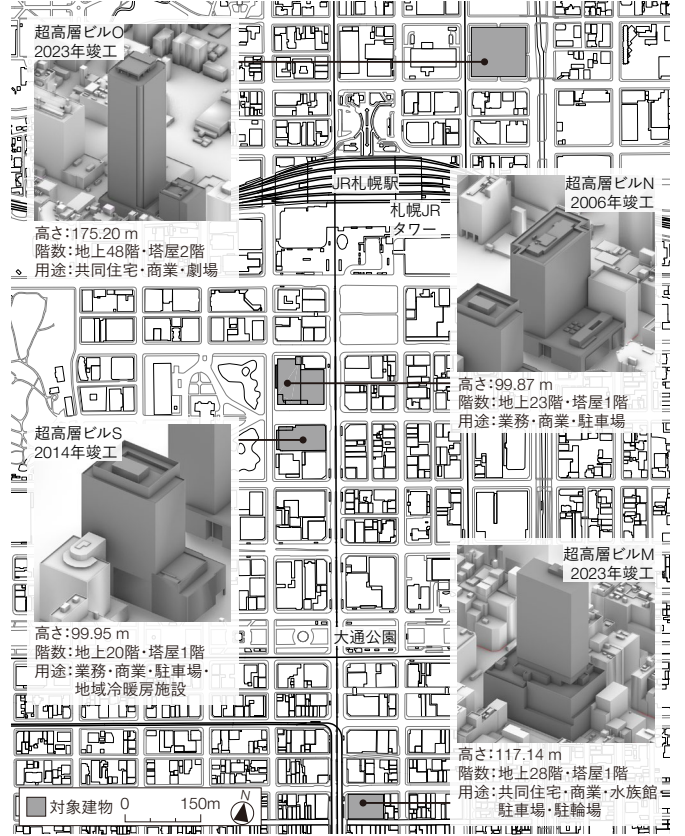 超高層ビルO
2023年竣工
高さ:175.20 m
階数:地上48階・塔屋2階
用途:共同住宅・商業・劇場
JR札幌駅
札幌JR
タワー
超高層ビルN
2006年竣工
高さ:99.87 m
階数:地上23階・塔屋1階
用途:業務・商業・駐車場
超高層ビルS
2014年竣工
高さ:99.95 m
階数:地上20階・塔屋1階
用途:業務・商業・駐車場・
地域冷暖房施設
大通公園
超高層ビルM
2023年竣工
高さ:117.14 m
階数:地上28階・塔屋1階
用途:共同住宅・商業・水族館
駐車場・駐輪場
対象建物 0 150m N